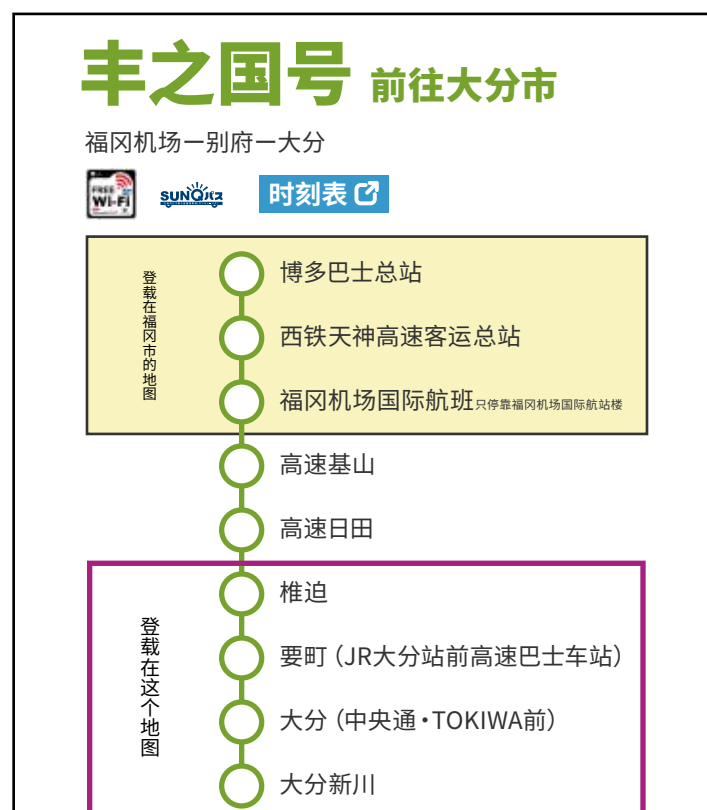 丰之国号 前往大分市
福冈机场ー别府ー大分
FREE
Wi-Fi
SUNQパス
时刻表
登载在福冈市的地图
博多巴士总站
西铁天神高速客运总站
福冈机场国际航班只停靠福冈机场国际航站楼
高速基山
高速日田
登载在这个地图
椎迫
要町（JR大分站前高速巴士车站）
大分（中央通・TOKIWA前）
大分新川